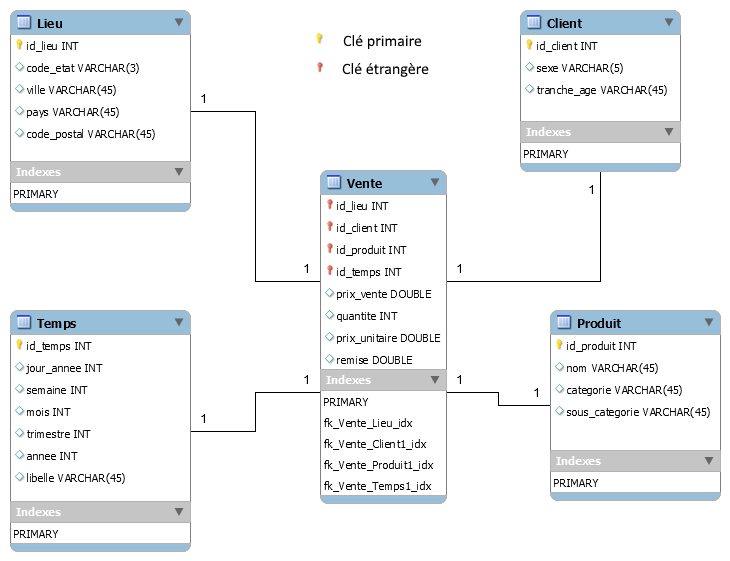 Lieu
id_lieu INT
code_etat VARCHAR(3)
ville VARCHAR(45)
pays VARCHAR(45)
code_postal VARCHAR(45)
Indexes
PRIMARY
Clé primaire
Clé étrangère
Client
id_client INT
sexe VARCHAR(5)
tranche_age VARCHAR(45)
Indexes
PRIMARY
1
1
1
1
Vente
id_lieu INT
id_client INT
id_produit INT
id_temps INT
prix_vente DOUBLE
quantite INT
prix_unitaire DOUBLE
remise DOUBLE
Indexes
PRIMARY
fk_Vente_Lieu_idx
fk_Vente_Client1_idx
fk_Vente_Produit1_idx
fk_Vente_Temps1_idx
Temps
id_temps INT
jour_annee INT
semaine INT
mois INT
trimestre INT
annee INT
libelle VARCHAR(45)
Indexes
PRIMARY
1
1
1
1
Produit
id_produit INT
nom VARCHAR(45)
categorie VARCHAR(45)
sous_categorie VARCHAR(45)
Indexes
PRIMARY